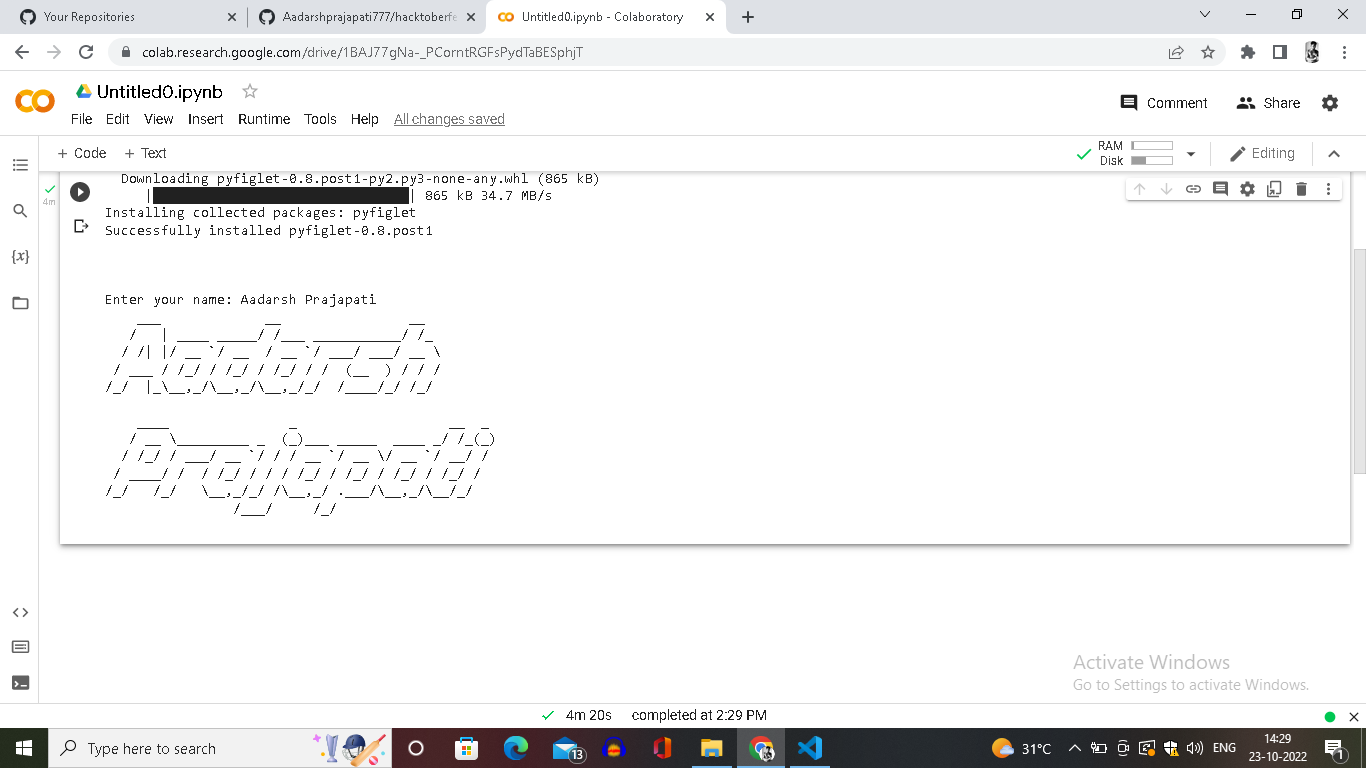 Your Repositories
Aadarshprajapati777/hacktoberfe
Untitled0.ipynb - Colaboratory
colab.research.google.com/drive/1BAJ77gNa-_PCorntRGFsPydTaBESphjT
Untitled0.ipynb
File Edit View Insert Runtime Tools Help All changes saved
Comment Share
+ Code + Text
RAM
Disk
Editing
4m
Downloading pyfiglet-0.8.post1-py2.py3-none-any.whl (865 kB)
| 865 kB 34.7 MB/s
Installing collected packages: pyfiglet
Successfully installed pyfiglet-0.8.post1
Enter your name: Aadarsh Prajapati
Aadarsh
Prajapati
{x}
Activate Windows
Go to Settings to activate Windows.
4m 20s completed at 2:29 PM
Type here to search
13
31°C
ENG
14:29
23-10-2022
1